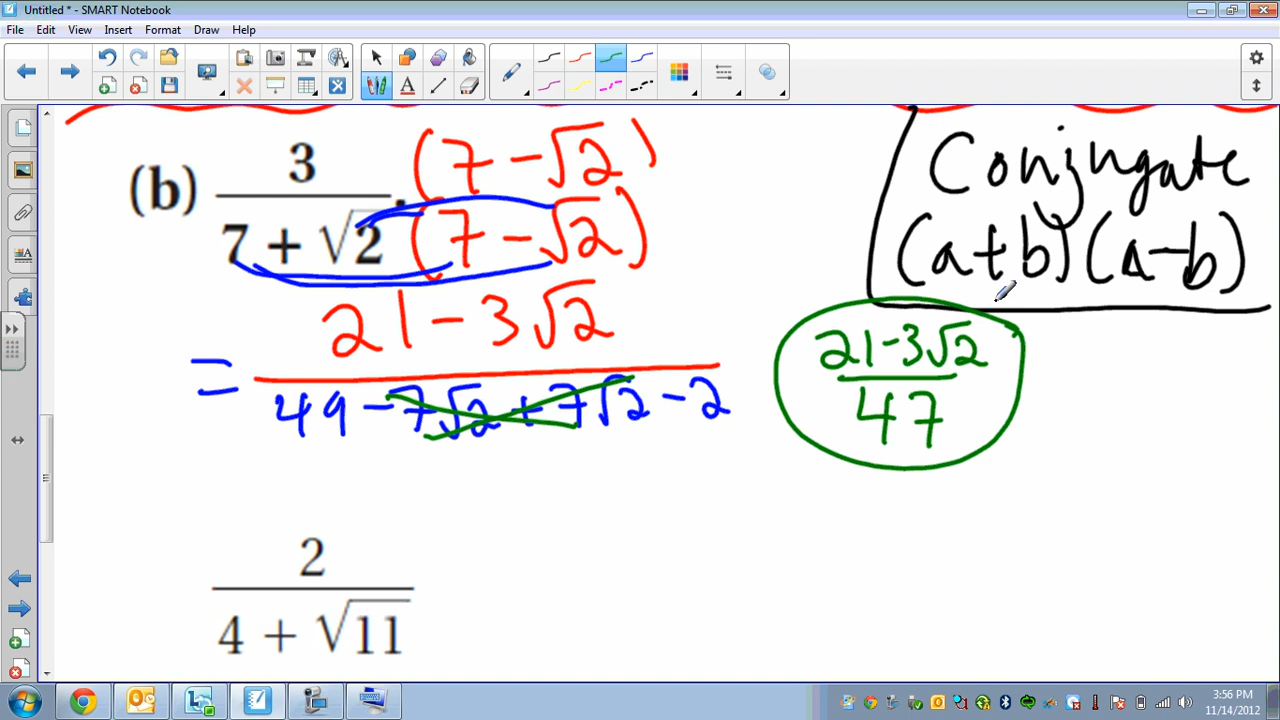 Untitled * - SMART Notebook
File Edit View Insert Format Draw Help
(b) 3 / (7 + √2) · (7 - √2) / (7 - √2)
= (21 - 3√2) / (49 - 7√2 + 7√2 - 2)
Conjugate
(a+b)(a-b)
(21-3√2) / 47
2 / (4 + √11)
3:56 PM
11/14/2012